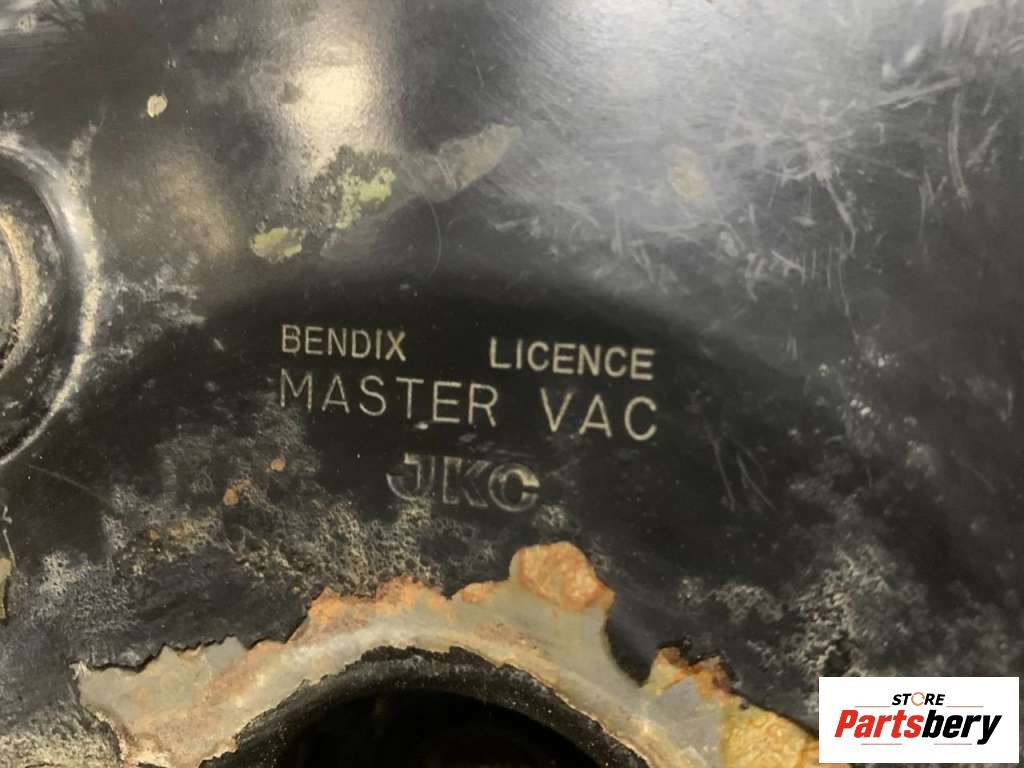 BENDIX LICENCE
MASTER VAC
JKC
STORE
Partsbery